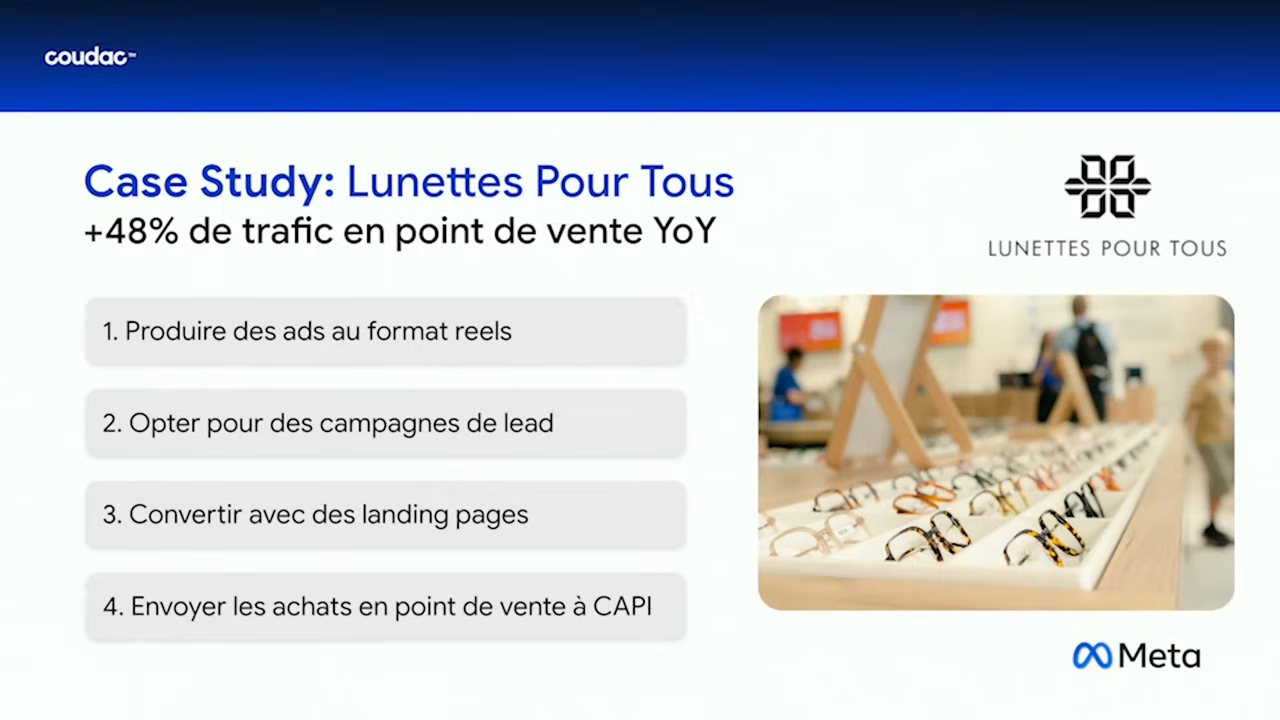 coudac™
Case Study: Lunettes Pour Tous
+48% de trafic en point de vente YoY
LUNETTES POUR TOUS
1. Produire des ads au format reels
2. Opter pour des campagnes de lead
3. Convertir avec des landing pages
4. Envoyer les achats en point de vente à CAPI
Meta